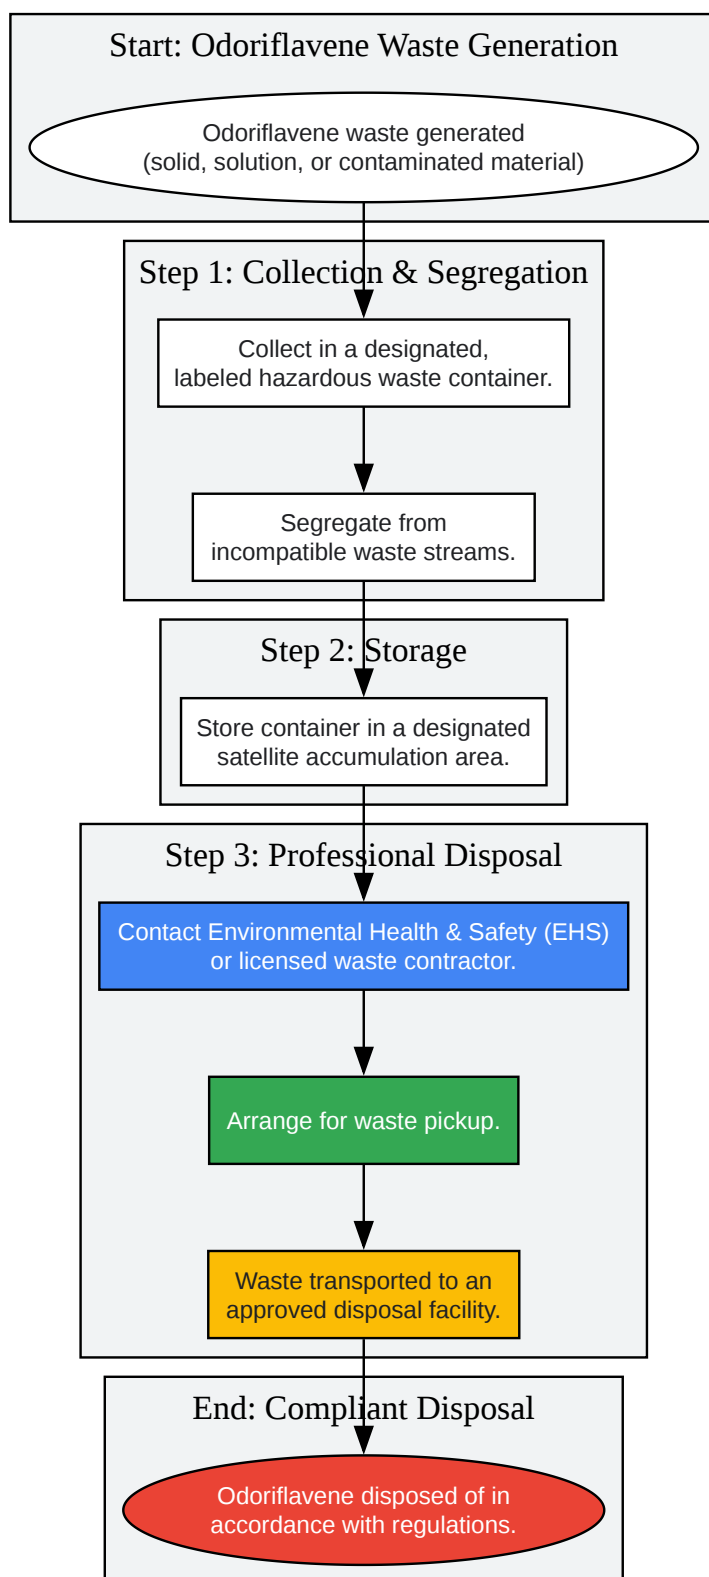 Start: Odoriflavene Waste Generation
Odoriflavene waste generated
(solid, solution, or contaminated material)
Step 1: Collection & Segregation
Collect in a designated,
labeled hazardous waste container.
Segregate from
incompatible waste streams.
Step 2: Storage
Store container in a designated
satellite accumulation area.
Step 3: Professional Disposal
Contact Environmental Health & Safety (EHS)
or licensed waste contractor.
Arrange for waste pickup.
Waste transported to an
approved disposal facility.
End: Compliant Disposal
Odoriflavene disposed of in
accordance with regulations.